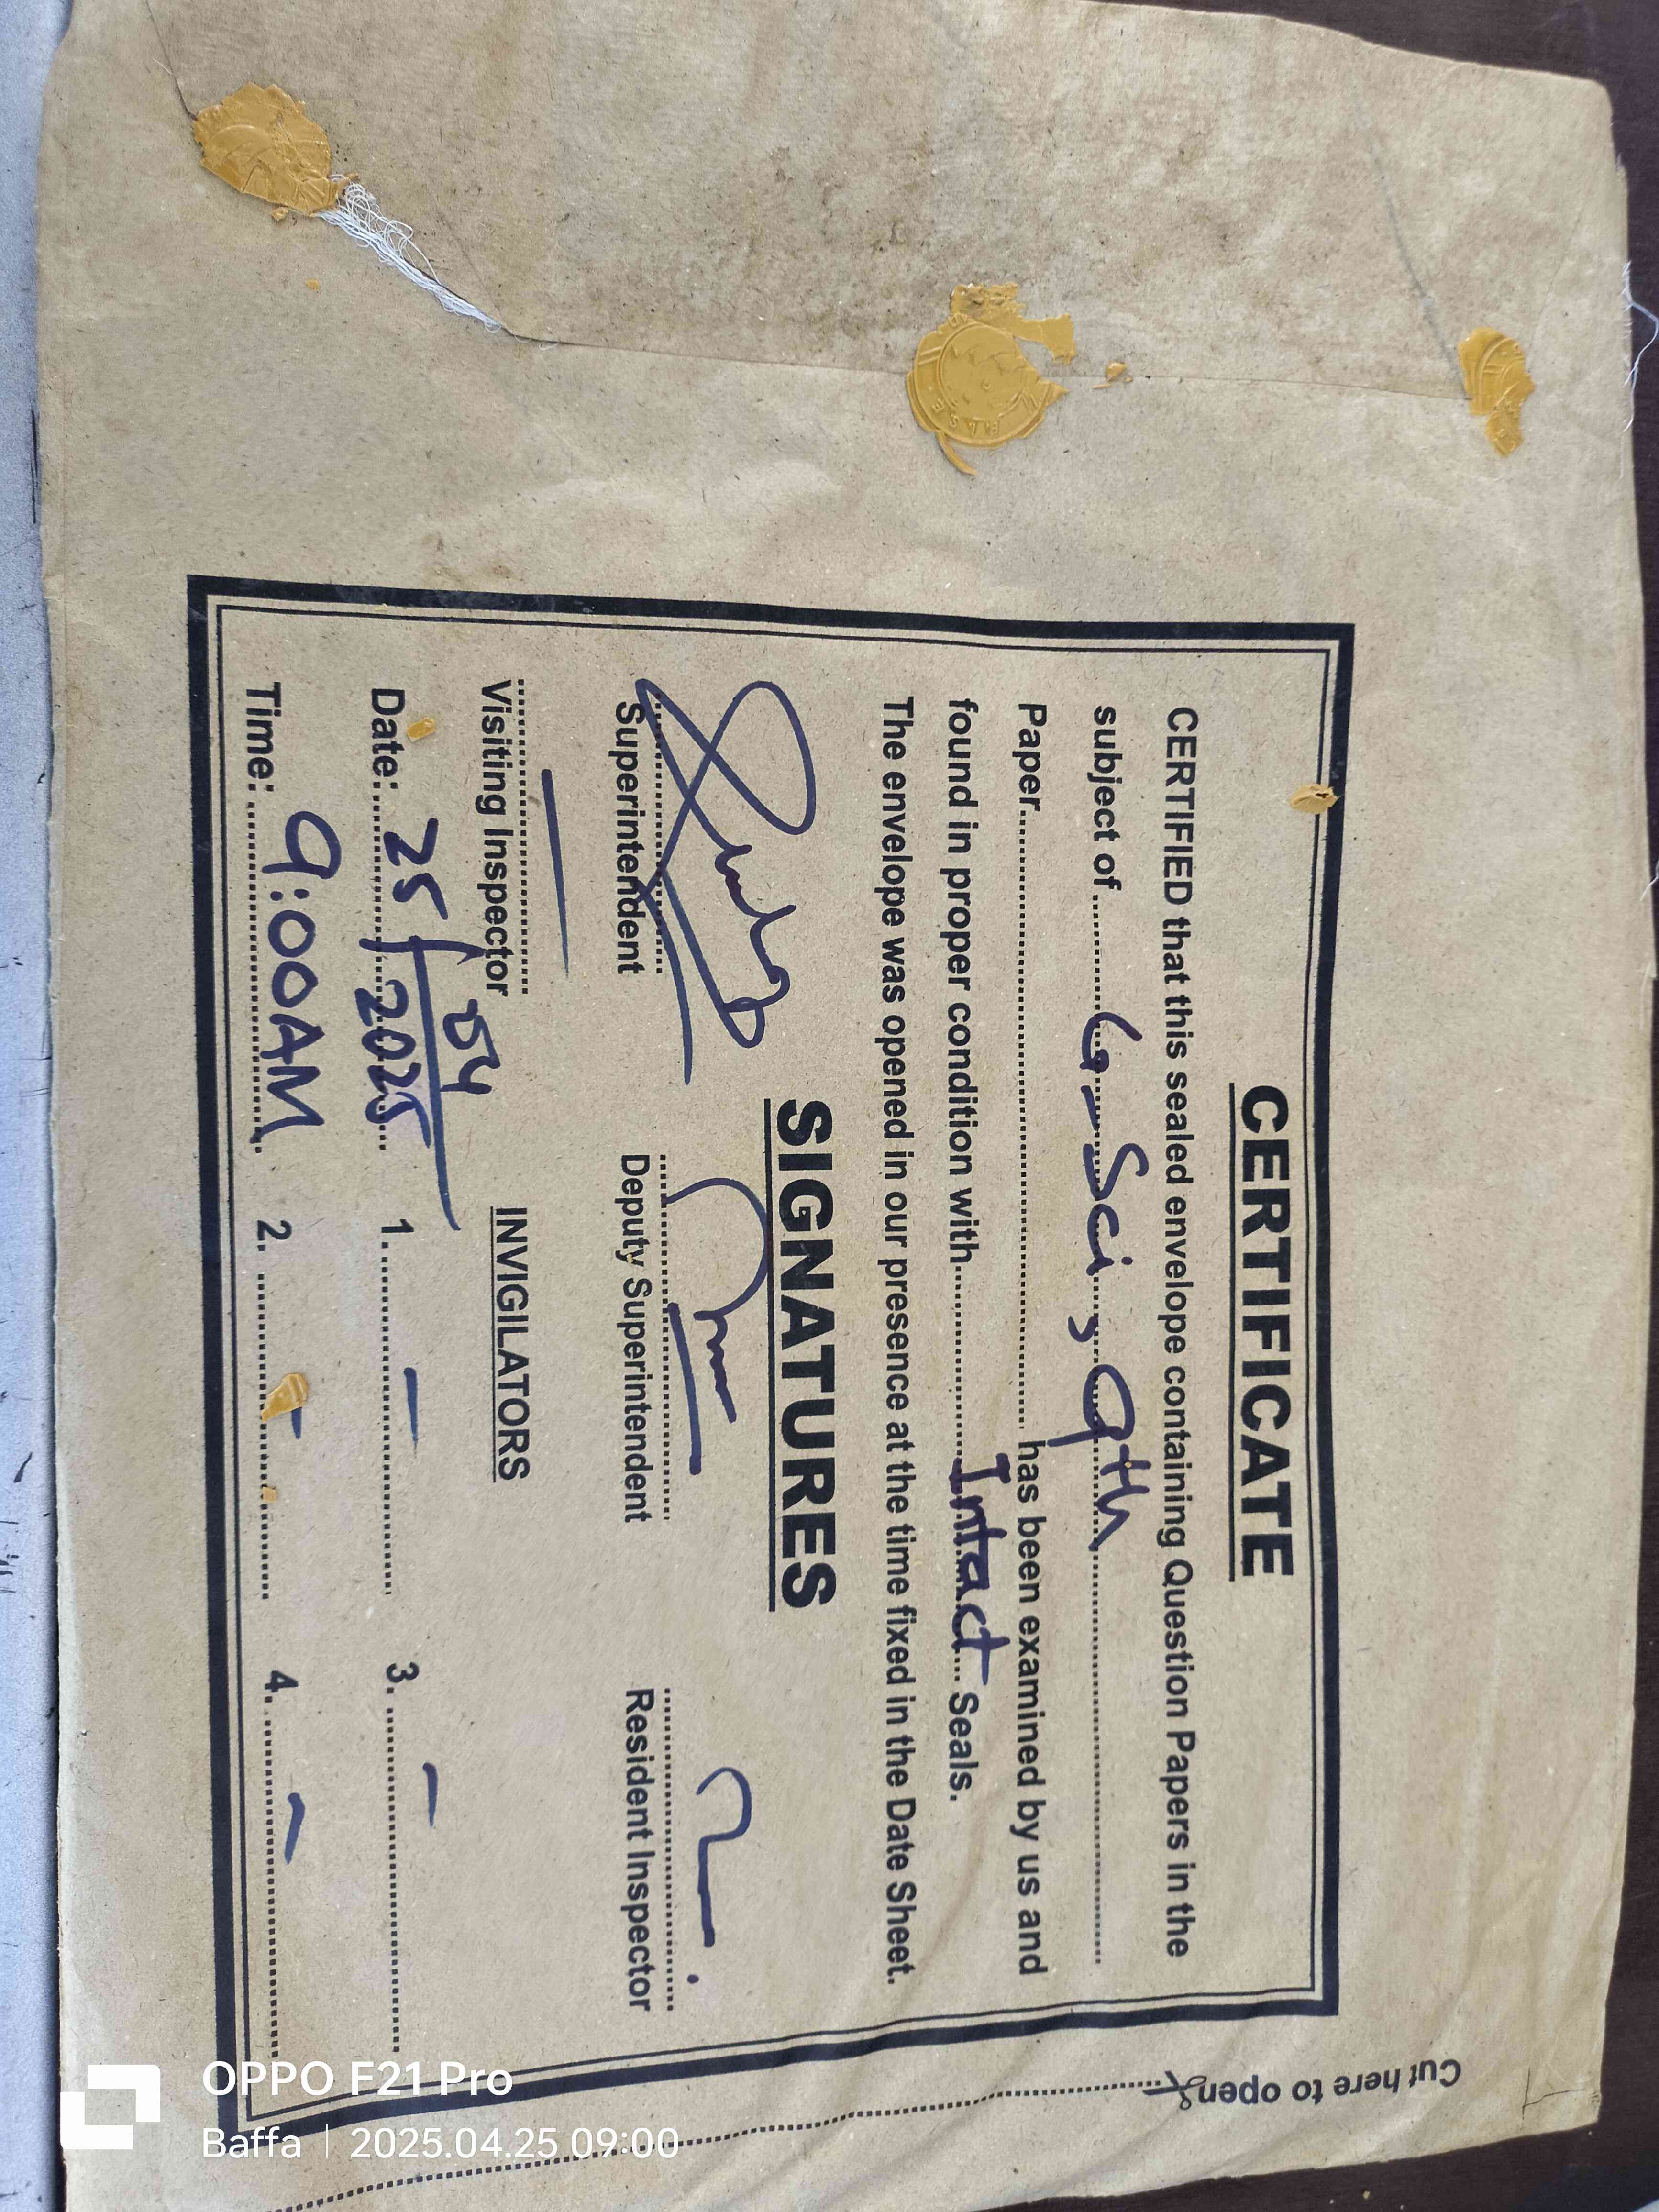 CERTIFICATE
CERTIFIED that this sealed envelope containing Question Papers in the
subject of .......... G-Sci, 9th ..........
Paper.......... has been examined by us and
found in proper condition with.......... Intact .... Seals.
The envelope was opened in our presence at the time fixed in the Date Sheet.
SIGNATURES
Superintendent Deputy Superintendent Resident Inspector
Visiting Inspector INVIGILATORS
Date: 25/04/2025 1. – 3. –
Time: 9:00AM 2. – 4. –
Cut here to open
OPPO F21 Pro
Baffa | 2025.04.25 09:00